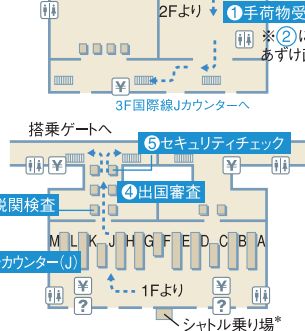 2Fより
❶手荷物受
※②に
あずけ直
¥
3F国際線Jカウンターへ
搭乗ゲートへ
❺セキュリティチェック
¥
¥
❹出国審査
税関検査
M L K J H G F E D C B A
カウンター(J)
¥
¥
1Fより
?
?
シャトル乗り場*